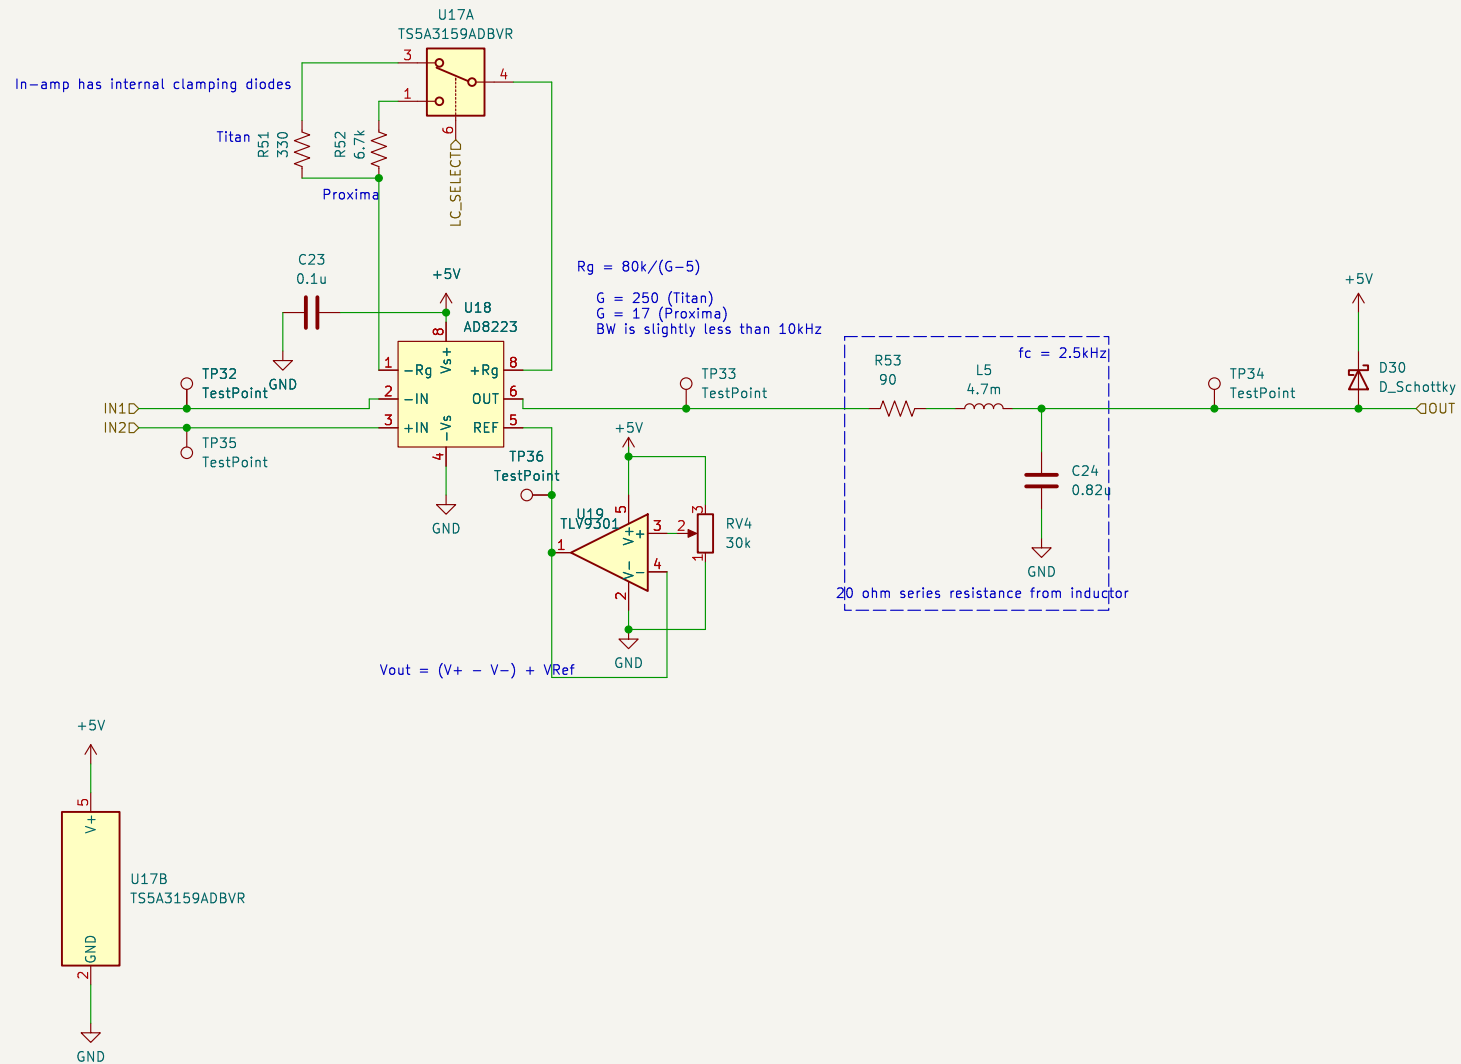 U17A
TS5A3159ADBVR
3
4
1
6
In-amp has internal clamping diodes
Titan
R51
330
R52
6.7k
Proxima
LC_SELECT
C23
0.1u
GND
+5V
U18
AD8223
Rg = 80k/(G-5)
G = 250 (Titan)
G = 17 (Proxima)
BW is slightly less than 10kHz
8
Vs+
1
-Rg
+Rg
8
2
-IN
OUT
6
3
+IN
REF
5
-Vs
4
GND
TP32
TestPoint
IN1
IN2
TP35
TestPoint
TP33
TestPoint
fc = 2.5kHz
R53
90
L5
4.7m
C24
0.82u
GND
20 ohm series resistance from inductor
TP34
TestPoint
+5V
D30
D_Schottky
OUT
TP36
TestPoint
+5V
U19
TLV9301
5
V+
+
3
1
V-
-
4
2
GND
2
3
1
RV4
30k
Vout = (V+ - V-) + VRef
+5V
5
V+
U17B
TS5A3159ADBVR
GND
2
GND